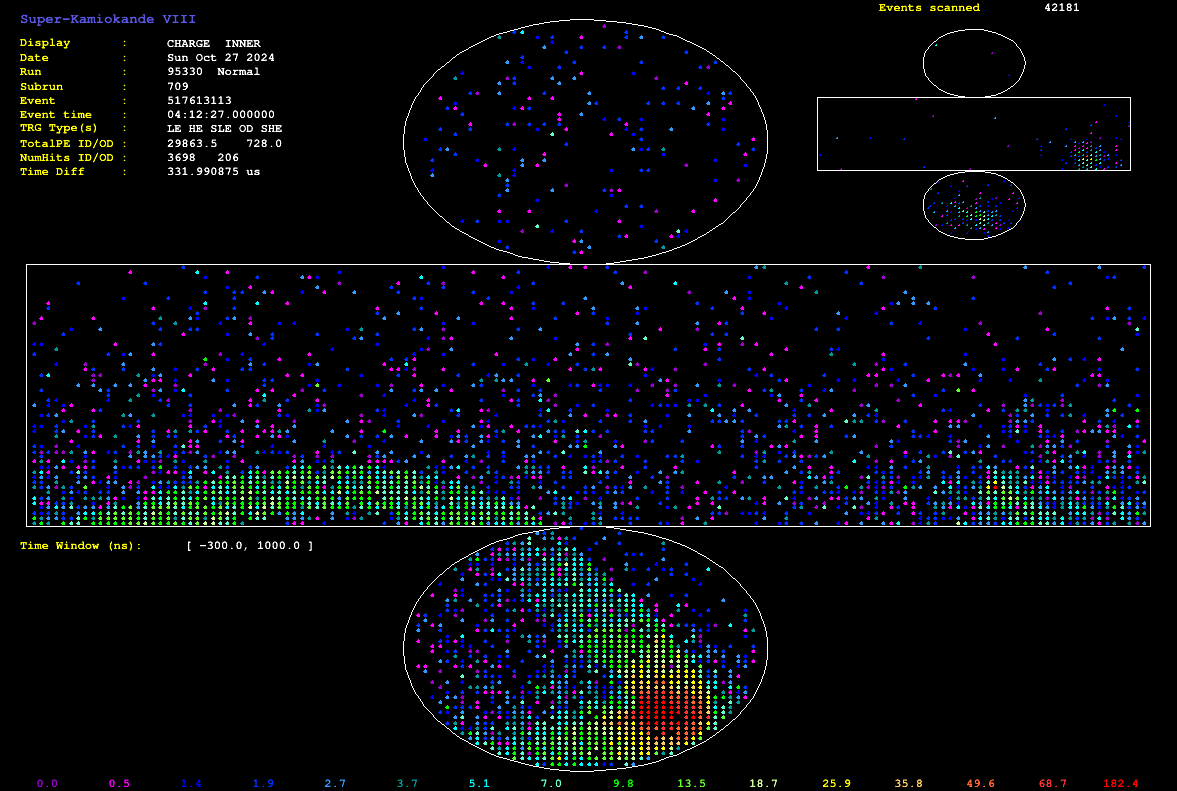 Super-Kamiokande VIII
Display : CHARGE INNER
Date : Sun Oct 27 2024
Run : 95330 Normal
Subrun : 709
Event : 517613113
Event time : 04:12:27.000000
TRG Type(s) : LE HE SLE OD SHE
TotalPE ID/OD : 29863.5 728.0
NumHits ID/OD : 3698 206
Time Diff : 331.990875 us
Events scanned 42181
Time Window (ns): [ -300.0, 1000.0 ]
0.0 0.5 1.4 1.9 2.7 3.7 5.1 7.0 9.8 13.5 18.7 25.9 35.8 49.6 68.7 182.4